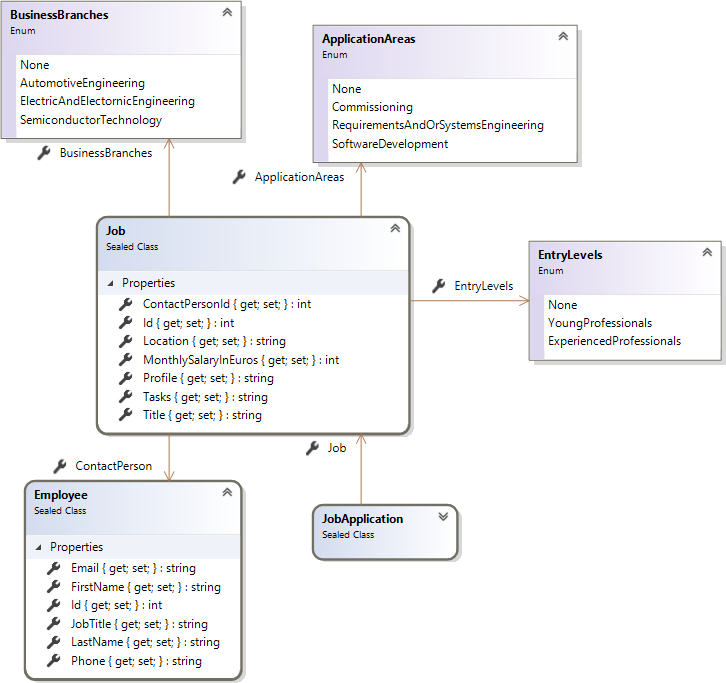 BusinessBranches
Enum
None
AutomotiveEngineering
ElectricAndElectornicEngineering
SemiconductorTechnology
BusinessBranches
ApplicationAreas
Enum
None
Commissioning
RequirementsAndOrSystemsEngineering
SoftwareDevelopment
ApplicationAreas
Job
Sealed Class
Properties
ContactPersonId { get; set; } : int
Id { get; set; } : int
Location { get; set; } : string
MonthlySalaryInEuros { get; set; } : int
Profile { get; set; } : string
Tasks { get; set; } : string
Title { get; set; } : string
EntryLevels
EntryLevels
Enum
None
YoungProfessionals
ExperiencedProfessionals
ContactPerson
Job
Employee
Sealed Class
Properties
Email { get; set; } : string
FirstName { get; set; } : string
Id { get; set; } : int
JobTitle { get; set; } : string
LastName { get; set; } : string
Phone { get; set; } : string
JobApplication
Sealed Class